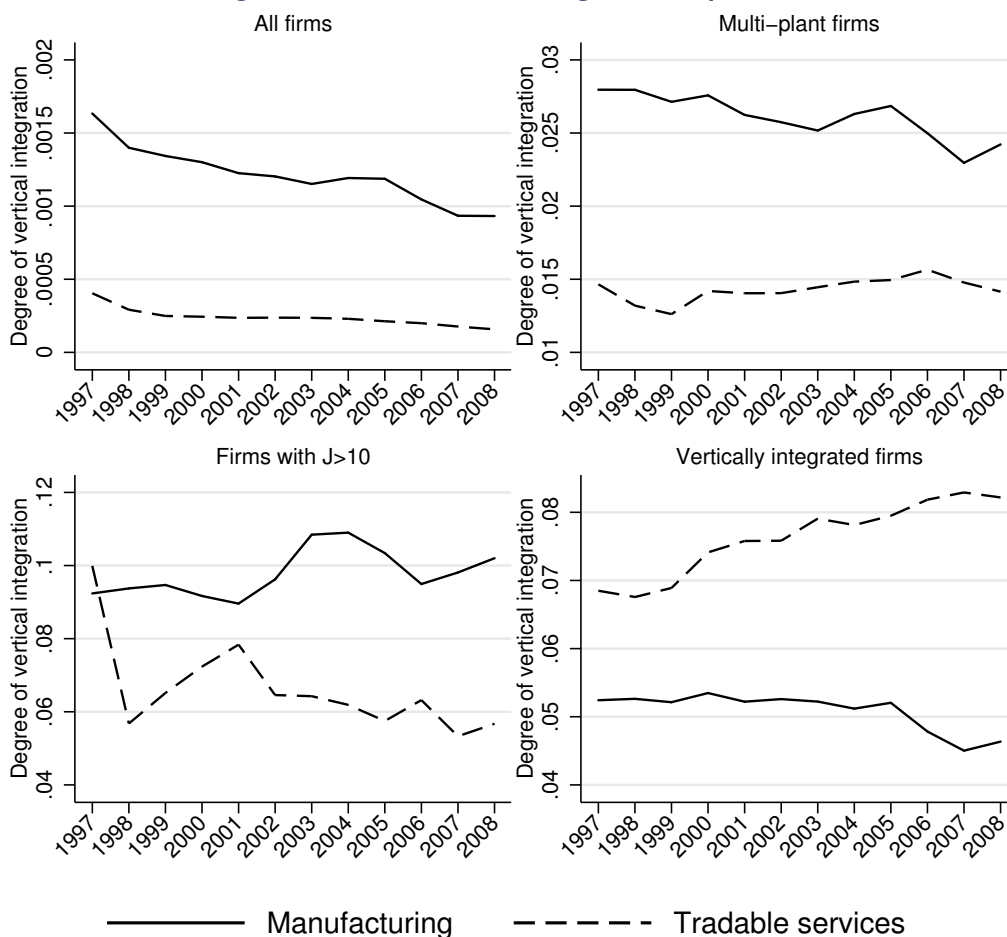 All firms
Degree of vertical integration
.002
.0015
.001
.0005
0
1997 1998 1999 2000 2001 2002 2003 2004 2005 2006 2007 2008
Multi−plant firms
Degree of vertical integration
.03
.025
.02
.015
.01
1997 1998 1999 2000 2001 2002 2003 2004 2005 2006 2007 2008
Firms with J>10
Degree of vertical integration
.12
.1
.08
.06
.04
1997 1998 1999 2000 2001 2002 2003 2004 2005 2006 2007 2008
Vertically integrated firms
Degree of vertical integration
.08
.07
.06
.05
.04
1997 1998 1999 2000 2001 2002 2003 2004 2005 2006 2007 2008
Manufacturing Tradable services